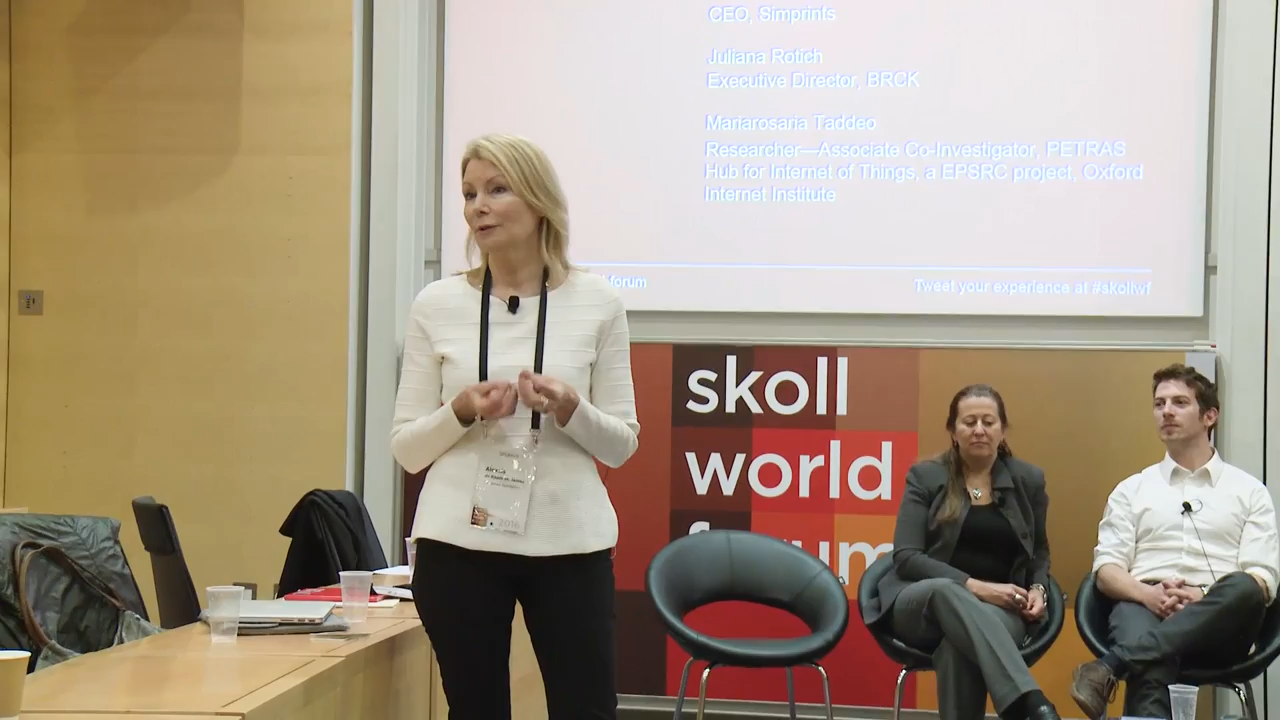 CEO, Simprints
Juliana Rotich
Executive Director, BRCK
Mariarosaria Taddeo
Researcher—Associate Co-Investigator, PETRAS
Hub for Internet of Things, a EPSRC project, Oxford
Internet Institute
forum
Tweet your experience at #skollwf
skoll
world
forum
2016